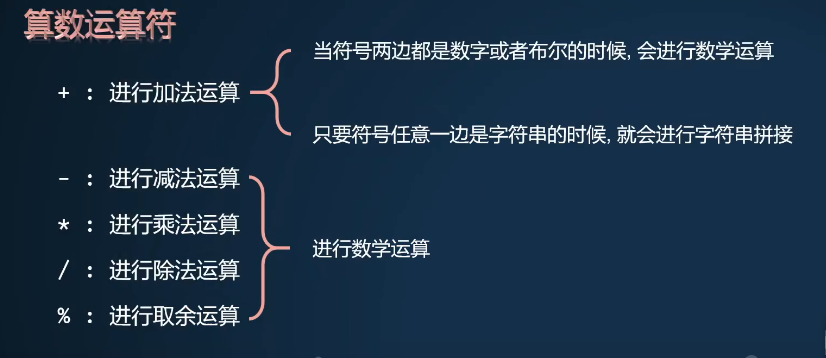 算数运算符
当符号两边都是数字或者布尔的时候, 会进行数学运算
+ : 进行加法运算
只要符号任意一边是字符串的时候, 就会进行字符串拼接
- : 进行减法运算
* : 进行乘法运算
进行数学运算
/ : 进行除法运算
% : 进行取余运算